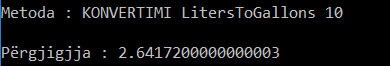 Metoda : KONVERTIMI LitersToGallons 10
Përgjigjja : 2.6417200000000003